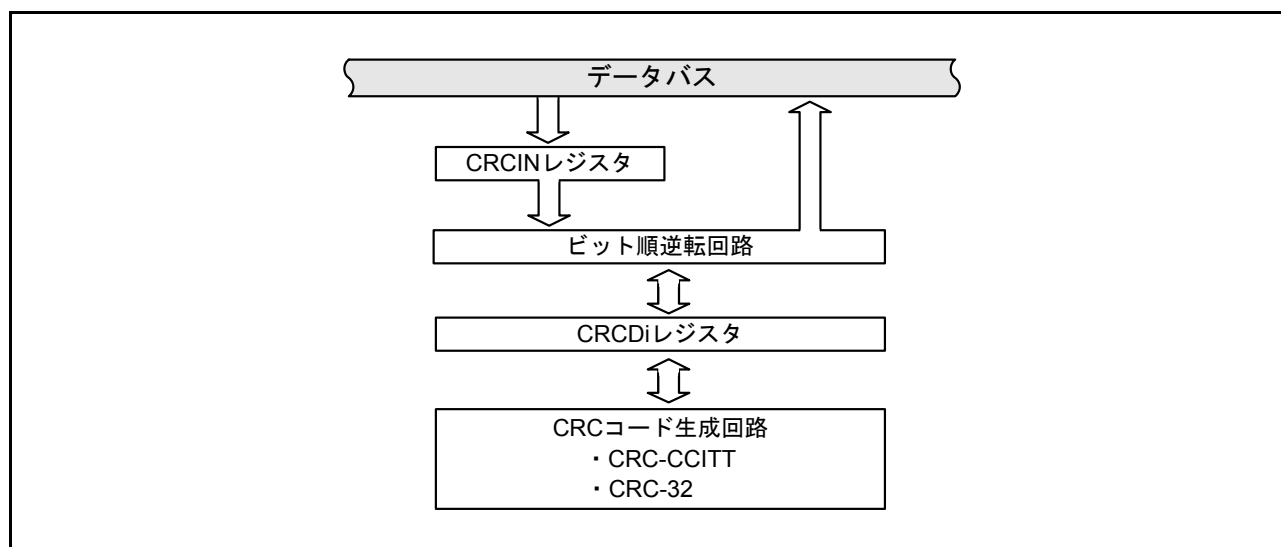 データバス
CRCINレジスタ
ビット順逆転回路
CRCDiレジスタ
CRCコード生成回路
・CRC-CCITT
・CRC-32